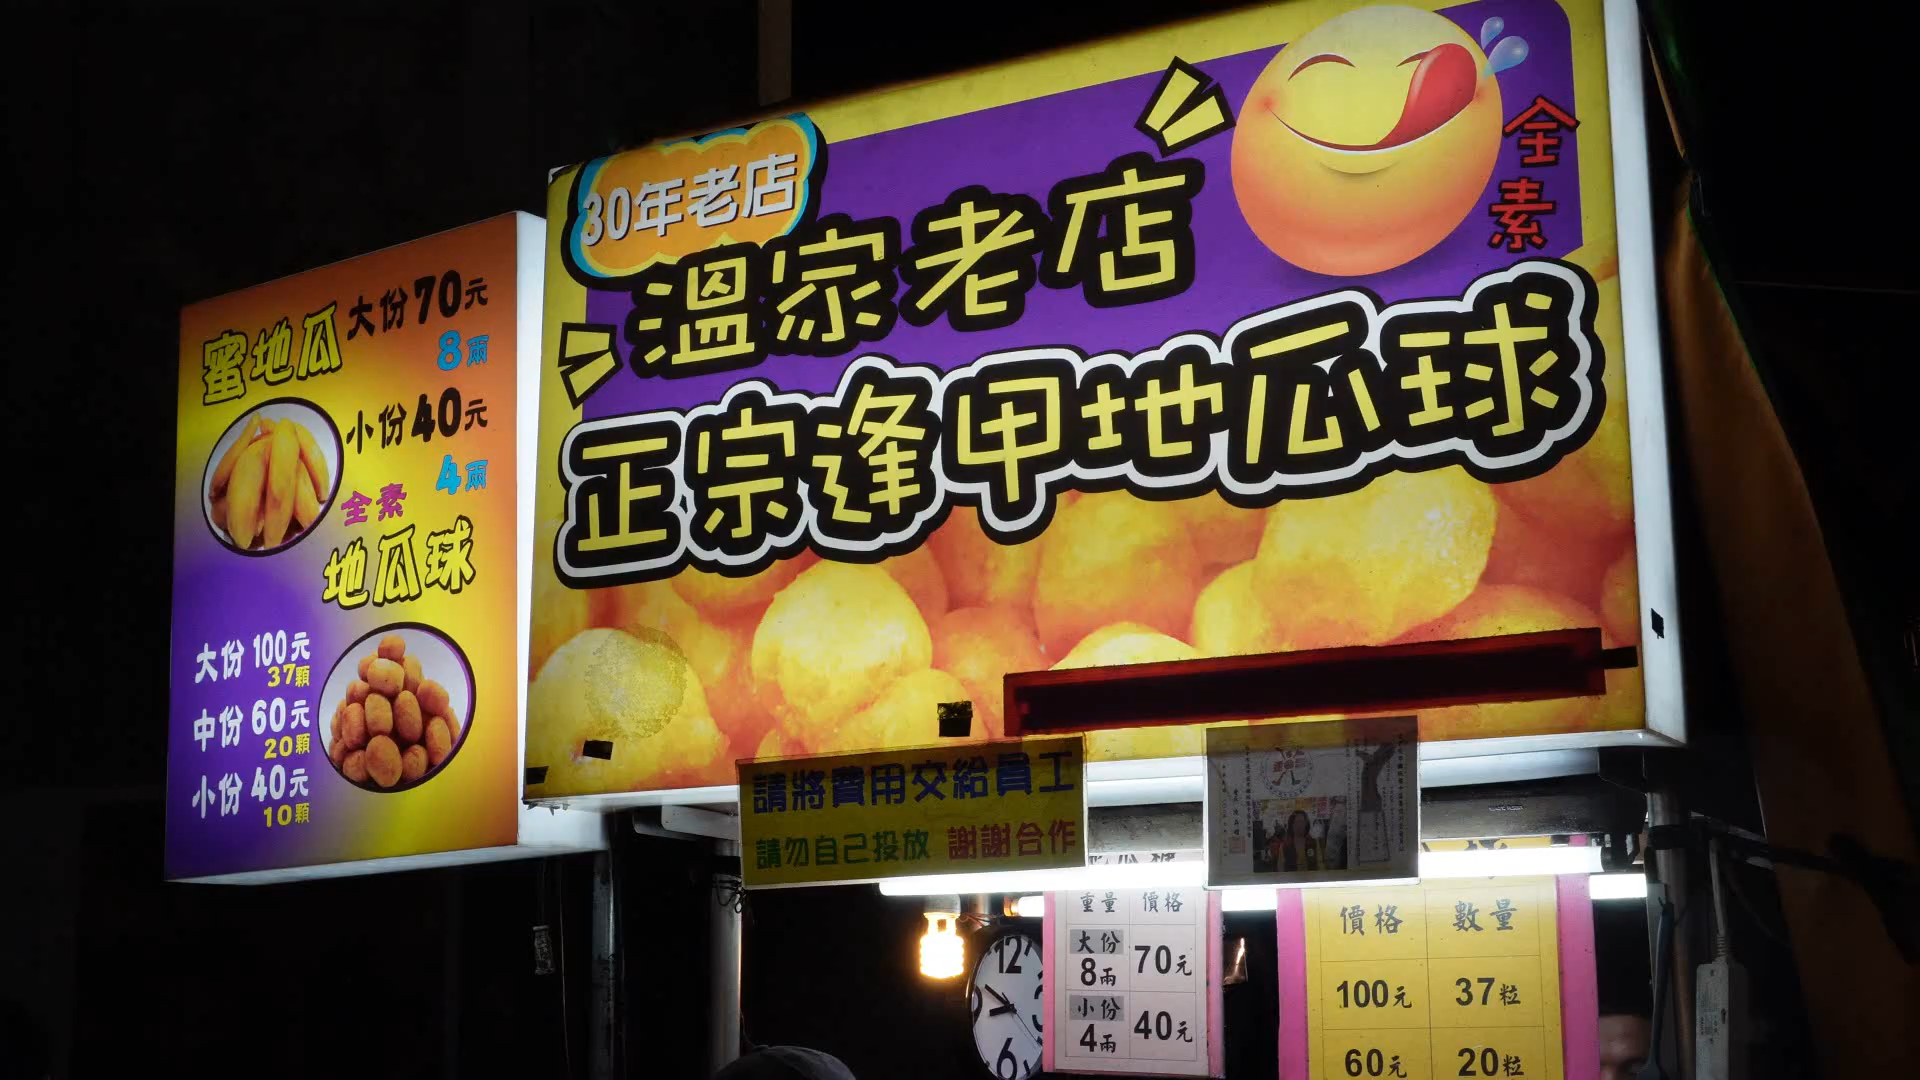 蜜地瓜
大份70元
8兩
小份40元
4兩
全素
地瓜球
大份 100元
37顆
中份 60元
20顆
小份 40元
10顆
30年老店
溫家老店
正宗逢甲地瓜球
全素
請將費用交給員工
請勿自己投放 謝謝合作
重量 價格
大份 8兩 70元
小份 4兩 40元
價格 數量
100元 37粒
60元 20粒
12
3
6